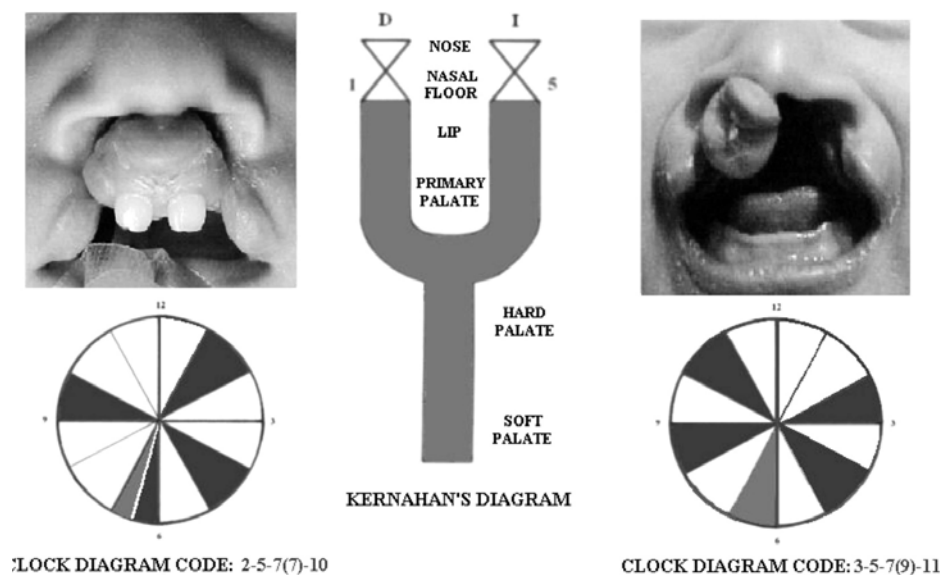 D I
NOSE
1 NASAL 5
FLOOR
LIP
PRIMARY
PALATE
HARD
PALATE
SOFT
PALATE
KERNAHAN'S DIAGRAM
12
9 3
6
CLOCK DIAGRAM CODE: 2-5-7(7)-10
12
9 3
6
CLOCK DIAGRAM CODE:3-5-7(9)-11